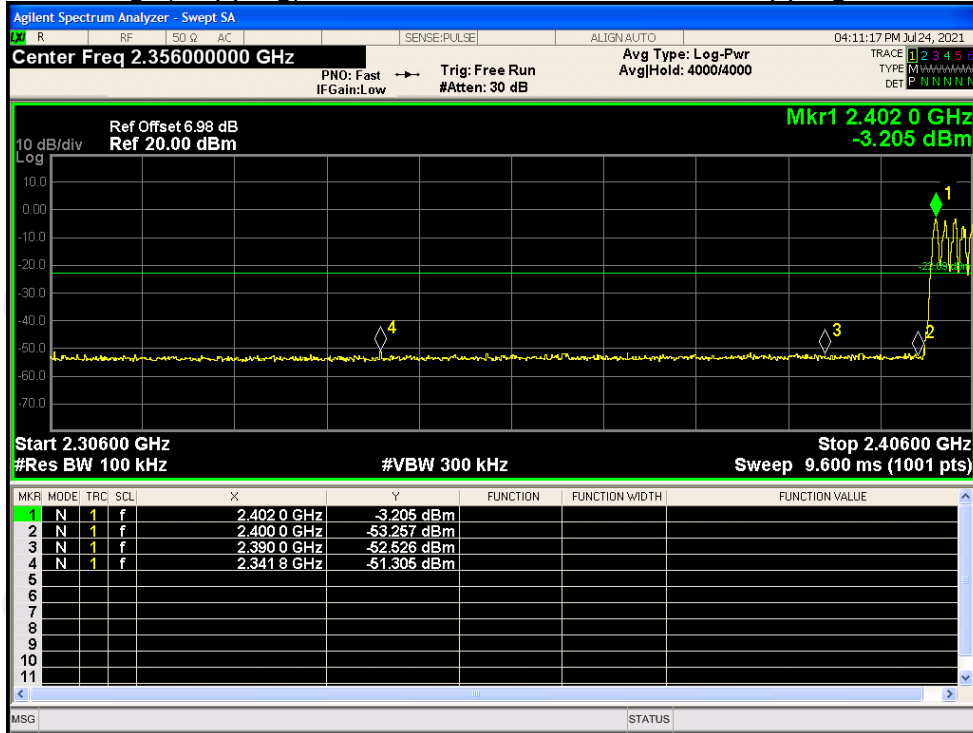 Agilent Spectrum Analyzer - Swept SA
LXI R RF 50 Ω AC SENSE:PULSE ALIGN AUTO 04:11:17 PM Jul 24, 2021
Center Freq 2.356000000 GHz Avg Type: Log-Pwr TRACE 1 2 3 4 5 6
PNO: Fast Trig: Free Run Avg|Hold: 4000/4000 TYPE M
IFGain:Low #Atten: 30 dB DET P N N N N N
Mkr1 2.402 0 GHz
Ref Offset 6.98 dB
10 dB/div Ref 20.00 dBm -3.205 dBm
Log
10.0
0.00
-10.0
-20.0
-30.0
-40.0
-50.0
-60.0
-70.0
1
4
3
2
Start 2.30600 GHz Stop 2.40600 GHz
#Res BW 100 kHz #VBW 300 kHz Sweep 9.600 ms (1001 pts)
MKR MODE TRC SCL X Y FUNCTION FUNCTION WIDTH FUNCTION VALUE
1 N 1 f 2.402 0 GHz -3.205 dBm
2 N 1 f 2.400 0 GHz -53.257 dBm
3 N 1 f 2.390 0 GHz -52.526 dBm
4 N 1 f 2.341 8 GHz -51.305 dBm
5
6
7
8
9
10
11
MSG STATUS